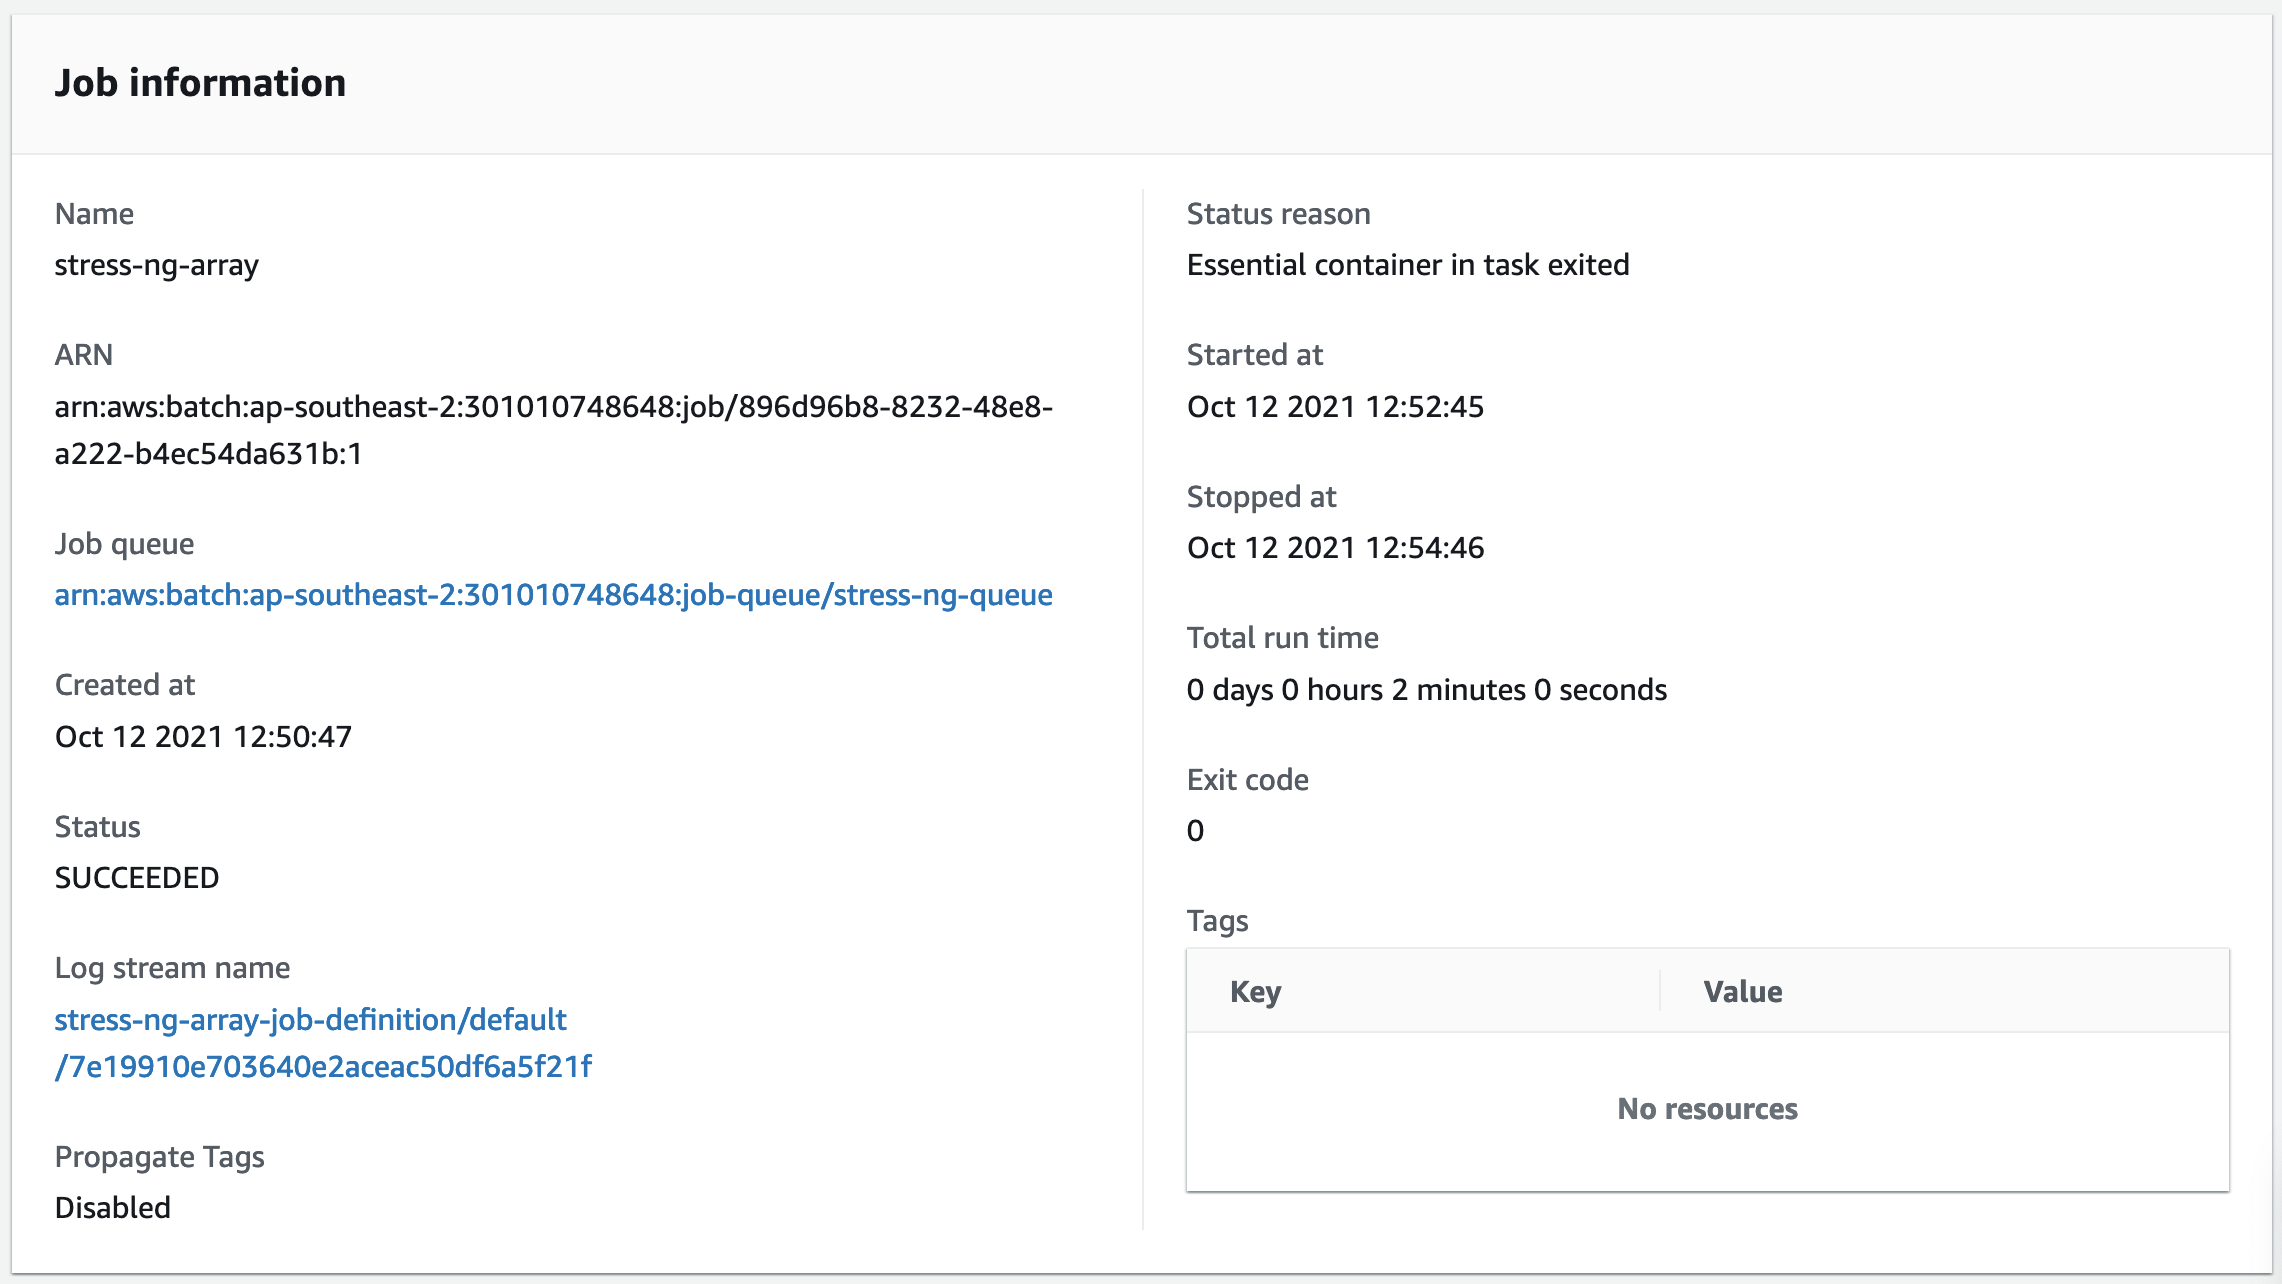 Job information
Name
stress-ng-array
ARN
arn:aws:batch:ap-southeast-2:301010748648:job/896d96b8-8232-48e8-
a222-b4ec54da631b:1
Job queue
arn:aws:batch:ap-southeast-2:301010748648:job-queue/stress-ng-queue
Created at
Oct 12 2021 12:50:47
Status
SUCCEEDED
Log stream name
stress-ng-array-job-definition/default
/7e19910e703640e2aceac50df6a5f21f
Propagate Tags
Disabled
Status reason
Essential container in task exited
Started at
Oct 12 2021 12:52:45
Stopped at
Oct 12 2021 12:54:46
Total run time
0 days 0 hours 2 minutes 0 seconds
Exit code
0
Tags
Key Value
No resources